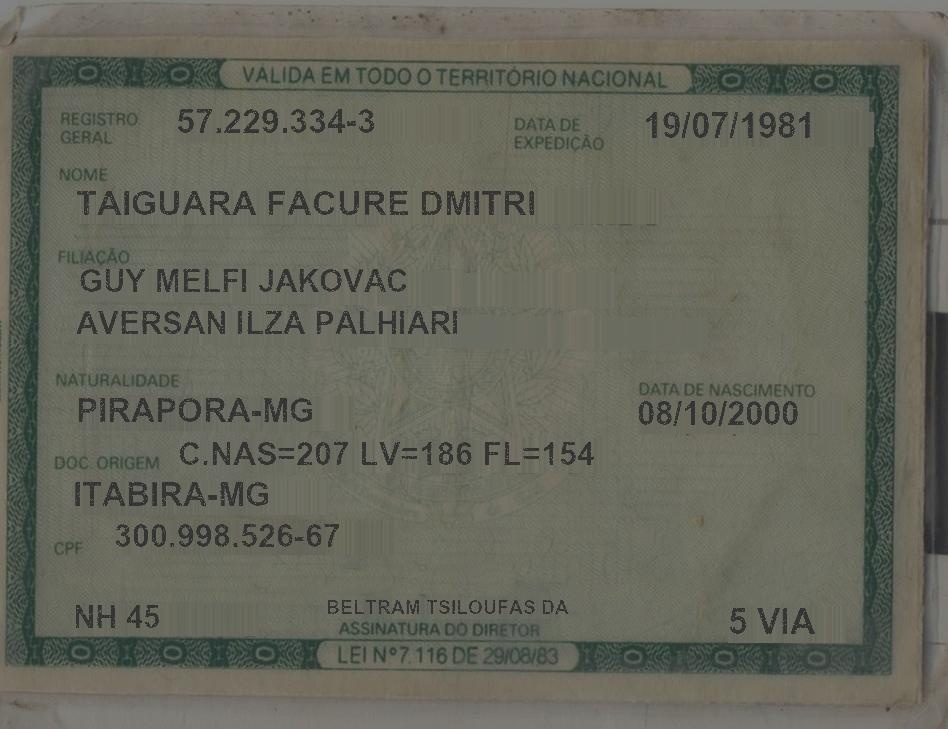 VALIDA EM TODO O TERRITÓRIO NACIONAL
REGISTRO GERAL 57.229.334-3 DATA DE EXPEDIÇÃO 19/07/1981
NOME
TAIGUARA FACURE DMITRI
FILIAÇÃO
GUY MELFI JAKOVAC
AVERSAN ILZA PALHIARI
NATURALIDADE DATA DE NASCIMENTO
PIRAPORA-MG 08/10/2000
DOC. ORIGEM C.NAS=207 LV=186 FL=154
ITABIRA-MG
CPF 300.998.526-67
NH 45 BELTRAM TSILOUFAS DA 5 VIA
ASSINATURA DO DIRETOR
LEI Nº 7.116 DE 29/08/83